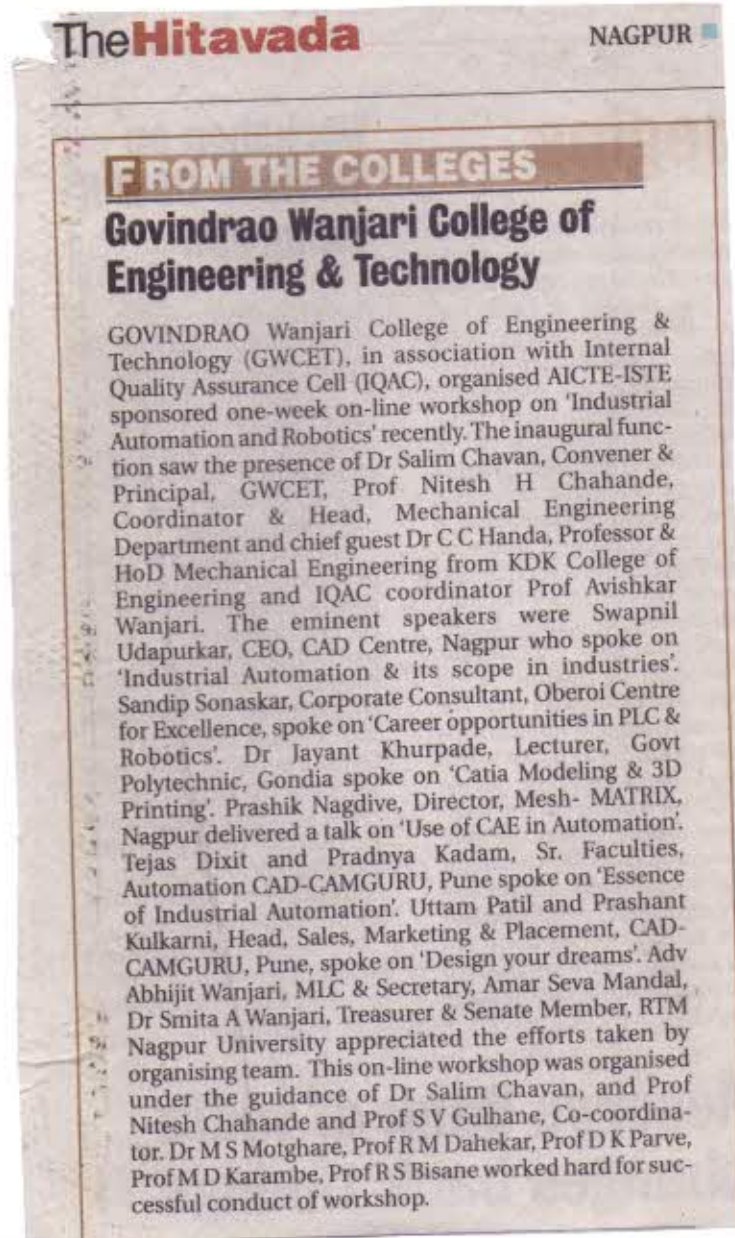 TheHitavada NAGPUR
FROM THE COLLEGES
Govindrao Wanjari College of
Engineering & Technology
GOVINDRAO Wanjari College of Engineering &
Technology (GWCET), in association with Internal
Quality Assurance Cell (IQAC), organised AICTE-ISTE
sponsored one-week on-line workshop on 'Industrial
Automation and Robotics' recently. The inaugural func-
tion saw the presence of Dr Salim Chavan, Convener &
Principal, GWCET, Prof Nitesh H Chahande,
Coordinator & Head, Mechanical Engineering
Department and chief guest Dr C C Handa, Professor &
HoD Mechanical Engineering from KDK College of
Engineering and IQAC coordinator Prof Avishkar
Wanjari. The eminent speakers were Swapnil
Udapurkar, CEO, CAD Centre, Nagpur who spoke on
'Industrial Automation & its scope in industries'.
Sandip Sonaskar, Corporate Consultant, Oberoi Centre
for Excellence, spoke on 'Career opportunities in PLC &
Robotics'. Dr Jayant Khurpade, Lecturer, Govt
Polytechnic, Gondia spoke on 'Catia Modeling & 3D
Printing'. Prashik Nagdive, Director, Mesh- MATRIX,
Nagpur delivered a talk on 'Use of CAE in Automation'.
Tejas Dixit and Pradnya Kadam, Sr. Faculties,
Automation CAD-CAMGURU, Pune spoke on 'Essence
of Industrial Automation'. Uttam Patil and Prashant
Kulkarni, Head, Sales, Marketing & Placement, CAD-
CAMGURU, Pune, spoke on 'Design your dreams'. Adv
Abhijit Wanjari, MLC & Secretary, Amar Seva Mandal,
Dr Smita A Wanjari, Treasurer & Senate Member, RTM
Nagpur University appreciated the efforts taken by
organising team. This on-line workshop was organised
under the guidance of Dr Salim Chavan, and Prof
Nitesh Chahande and Prof S V Gulhane, Co-coordina-
tor. Dr M S Motghare, Prof R M Dahekar, Prof D K Parve,
Prof M D Karambe, Prof R S Bisane worked hard for suc-
cessful conduct of workshop.